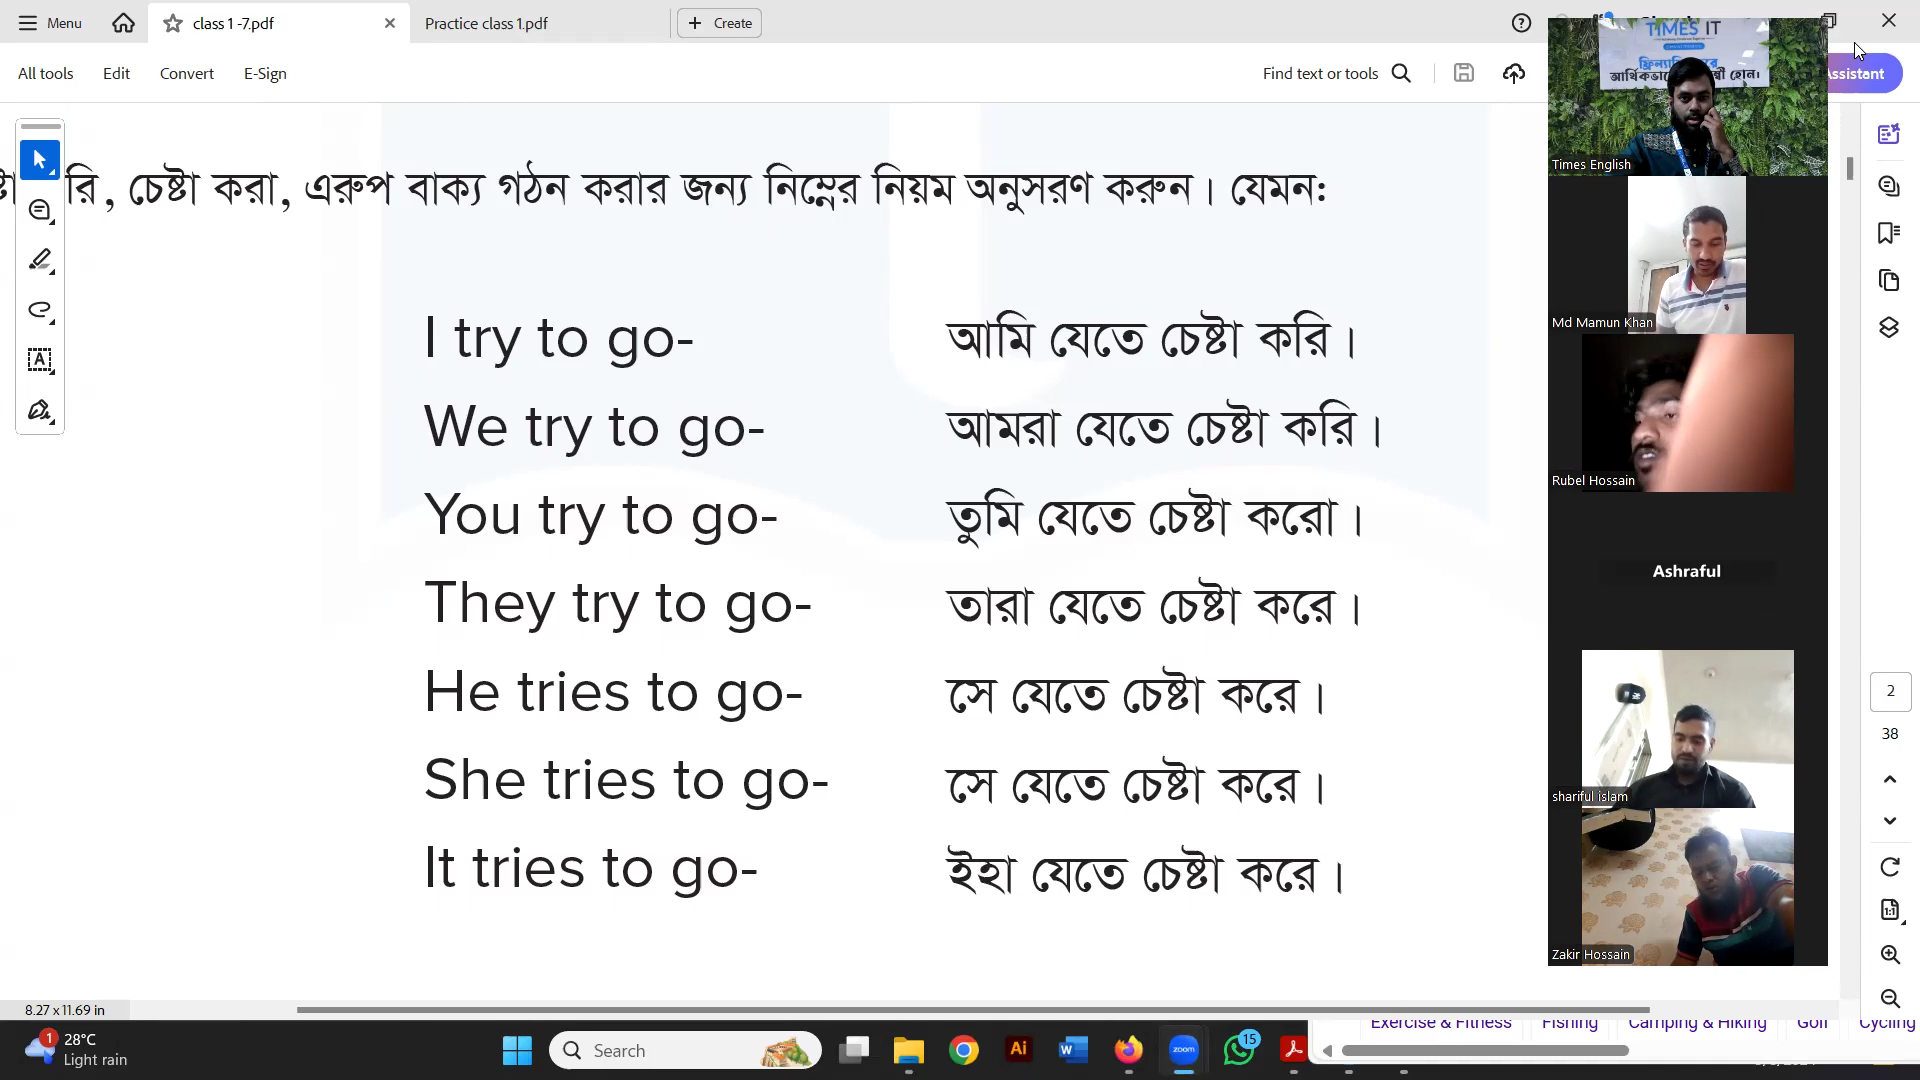 Menu
class 1 -7.pdf
Practice class 1.pdf
Create
All tools
Edit
Convert
E-Sign
Find text or tools
Assistant
রি, চেষ্টা করা, এরুপ বাক্য গঠন করার জন্য নিম্নের নিয়ম অনুসরণ করুন। যেমন:
I try to go- আমি যেতে চেষ্টা করি।
We try to go- আমরা যেতে চেষ্টা করি।
You try to go- তুমি যেতে চেষ্টা করো।
They try to go- তারা যেতে চেষ্টা করে।
He tries to go- সে যেতে চেষ্টা করে।
She tries to go- সে যেতে চেষ্টা করে।
It tries to go- ইহা যেতে চেষ্টা করে।
TIMES IT
Times English
Md Mamun Khan
Rubel Hossain
Ashraful
shariful islam
Zakir Hossain
2
38
8.27 x 11.69 in
Exercise & Fitness
Fishing
Camping & Hiking
Golf
Cycling
1
28°C
Light rain
Search
Ai
zoom
15